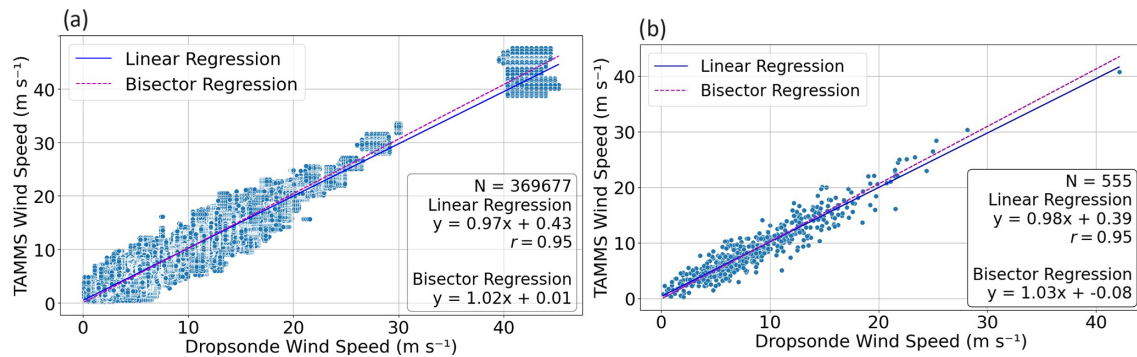 (a)
TAMMS Wind Speed (m s⁻¹)
40
30
20
10
0
Linear Regression
Bisector Regression
N = 369677
Linear Regression
y = 0.97x + 0.43
r = 0.95
Bisector Regression
y = 1.02x + 0.01
0 10 20 30 40
Dropsonde Wind Speed (m s⁻¹)
(b)
TAMMS Wind Speed (m s⁻¹)
40
30
20
10
0
Linear Regression
Bisector Regression
N = 555
Linear Regression
y = 0.98x + 0.39
r = 0.95
Bisector Regression
y = 1.03x + -0.08
0 10 20 30 40
Dropsonde Wind Speed (m s⁻¹)